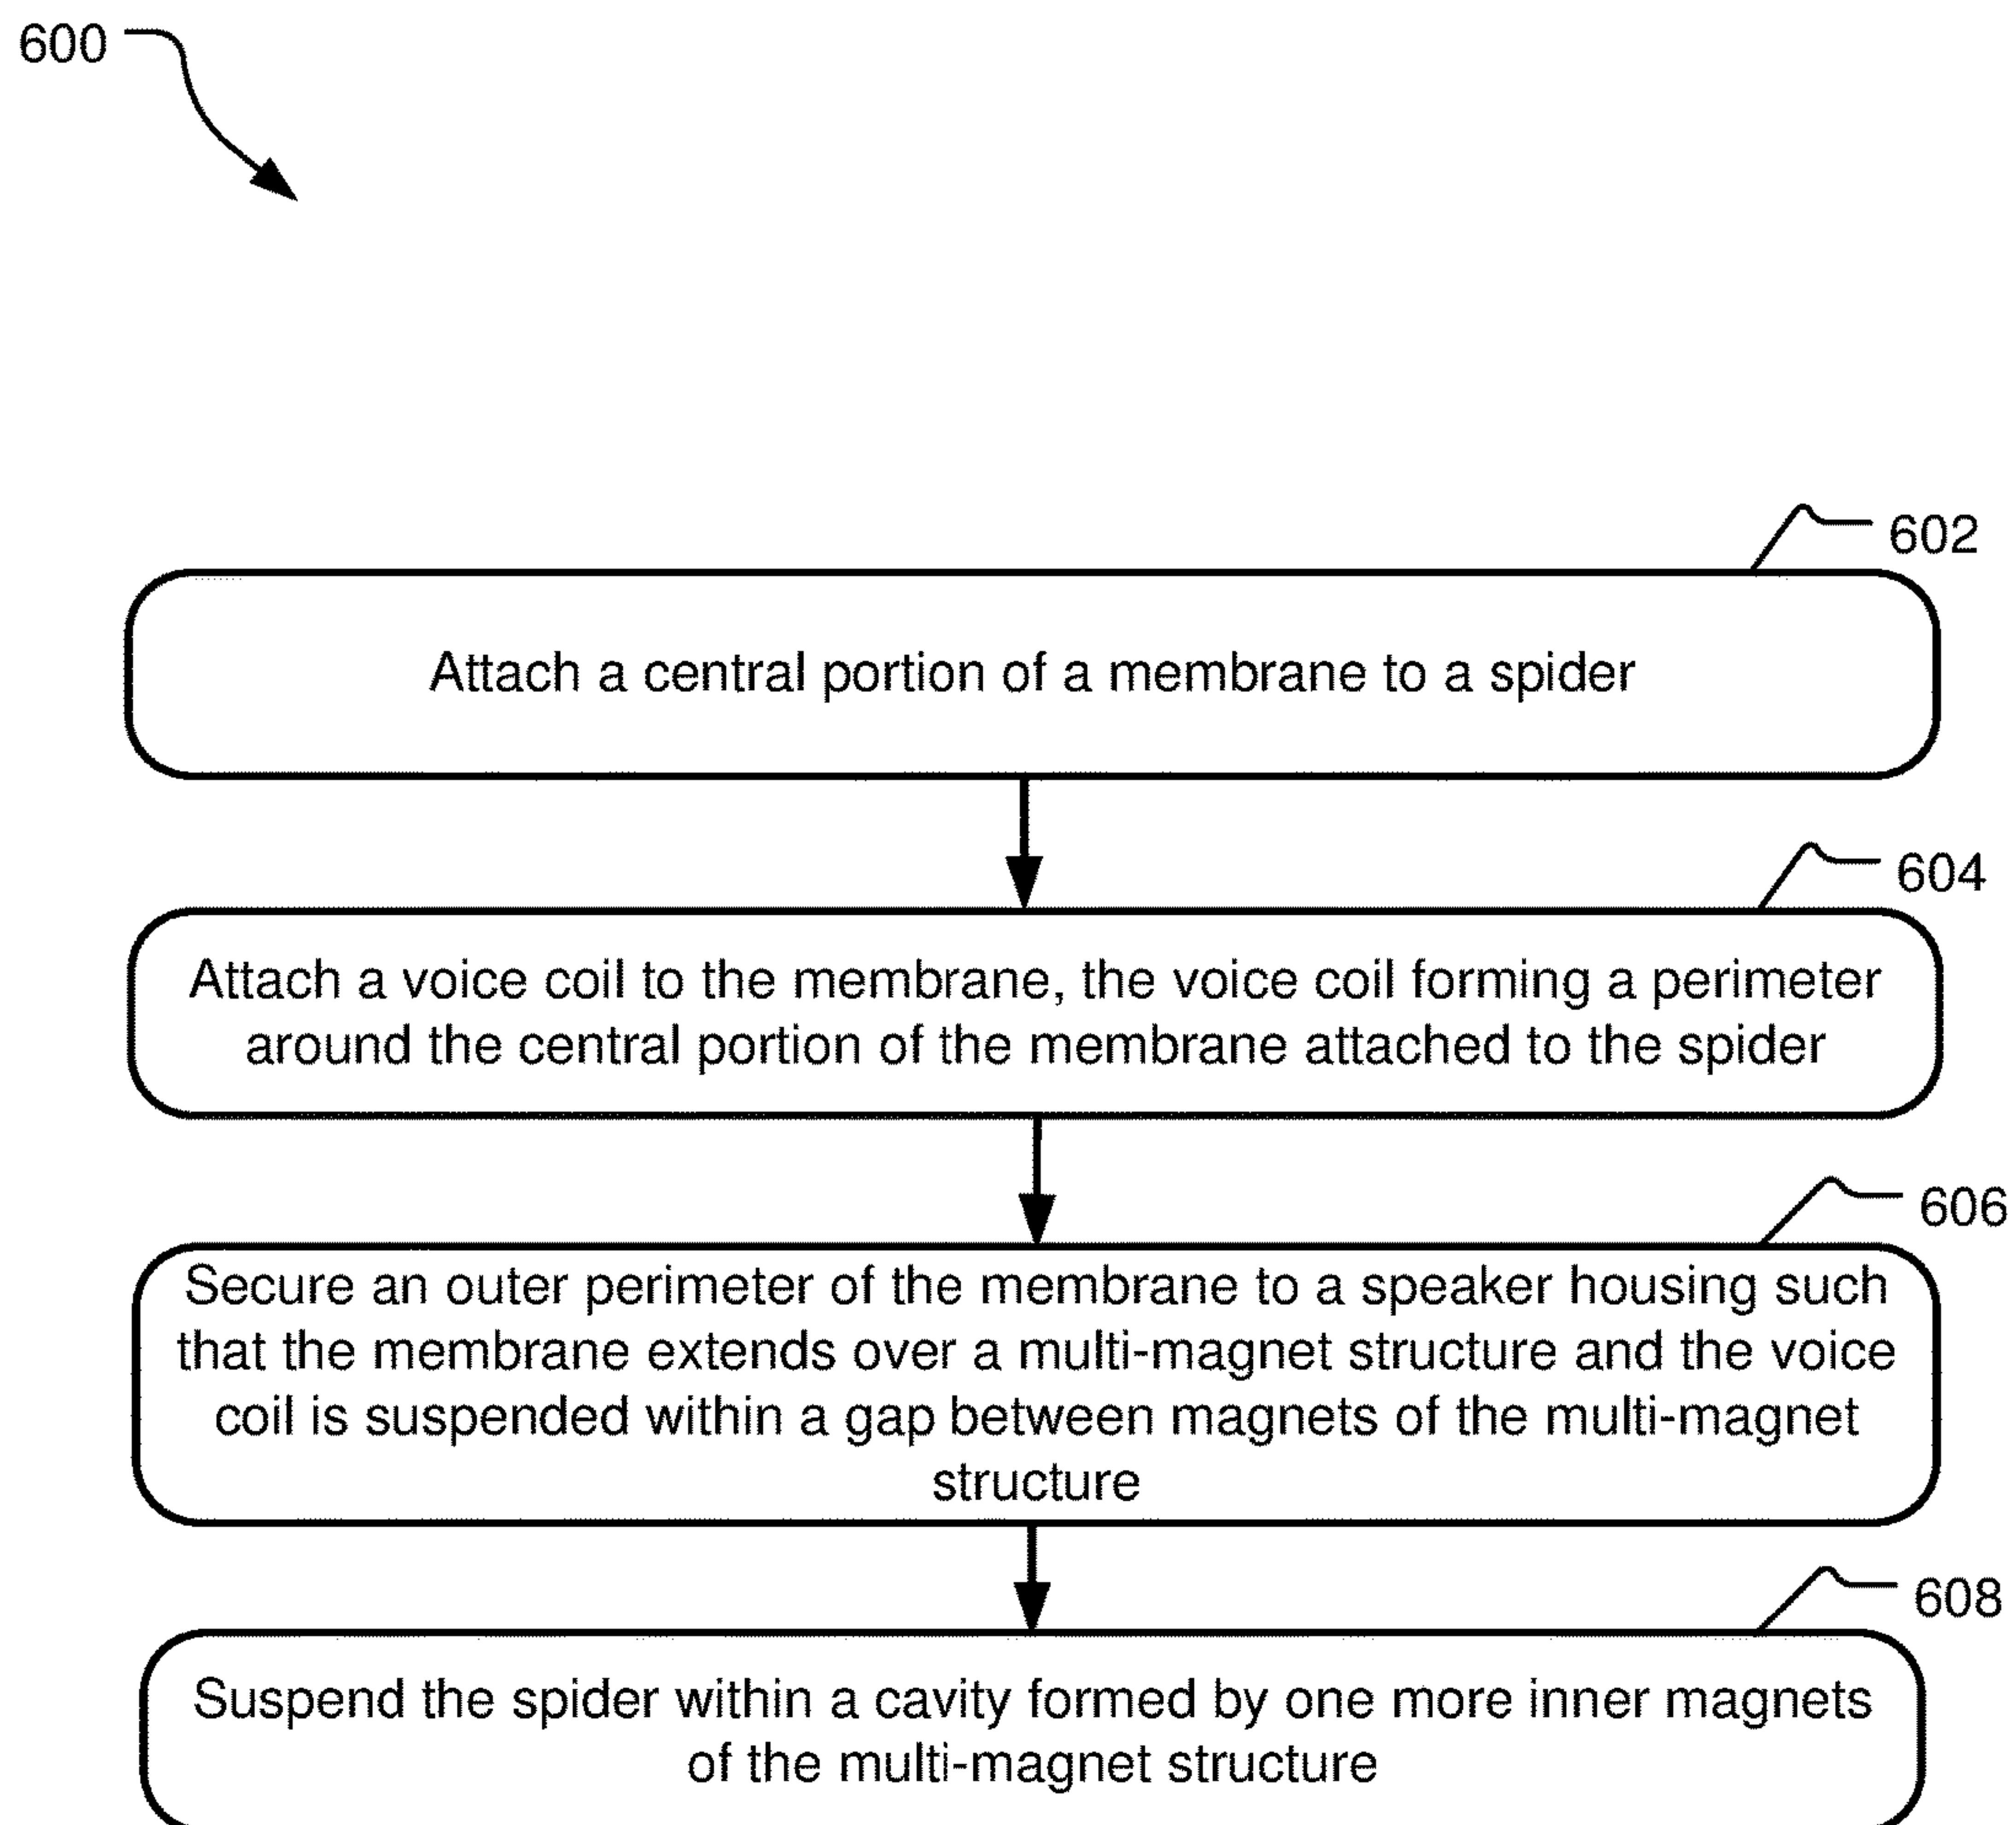 600
602
Attach a central portion of a membrane to a spider
604
Attach a voice coil to the membrane, the voice coil forming a perimeter
around the central portion of the membrane attached to the spider
606
Secure an outer perimeter of the membrane to a speaker housing such
that the membrane extends over a multi-magnet structure and the voice
coil is suspended within a gap between magnets of the multi-magnet
structure
608
Suspend the spider within a cavity formed by one more inner magnets
of the multi-magnet structure